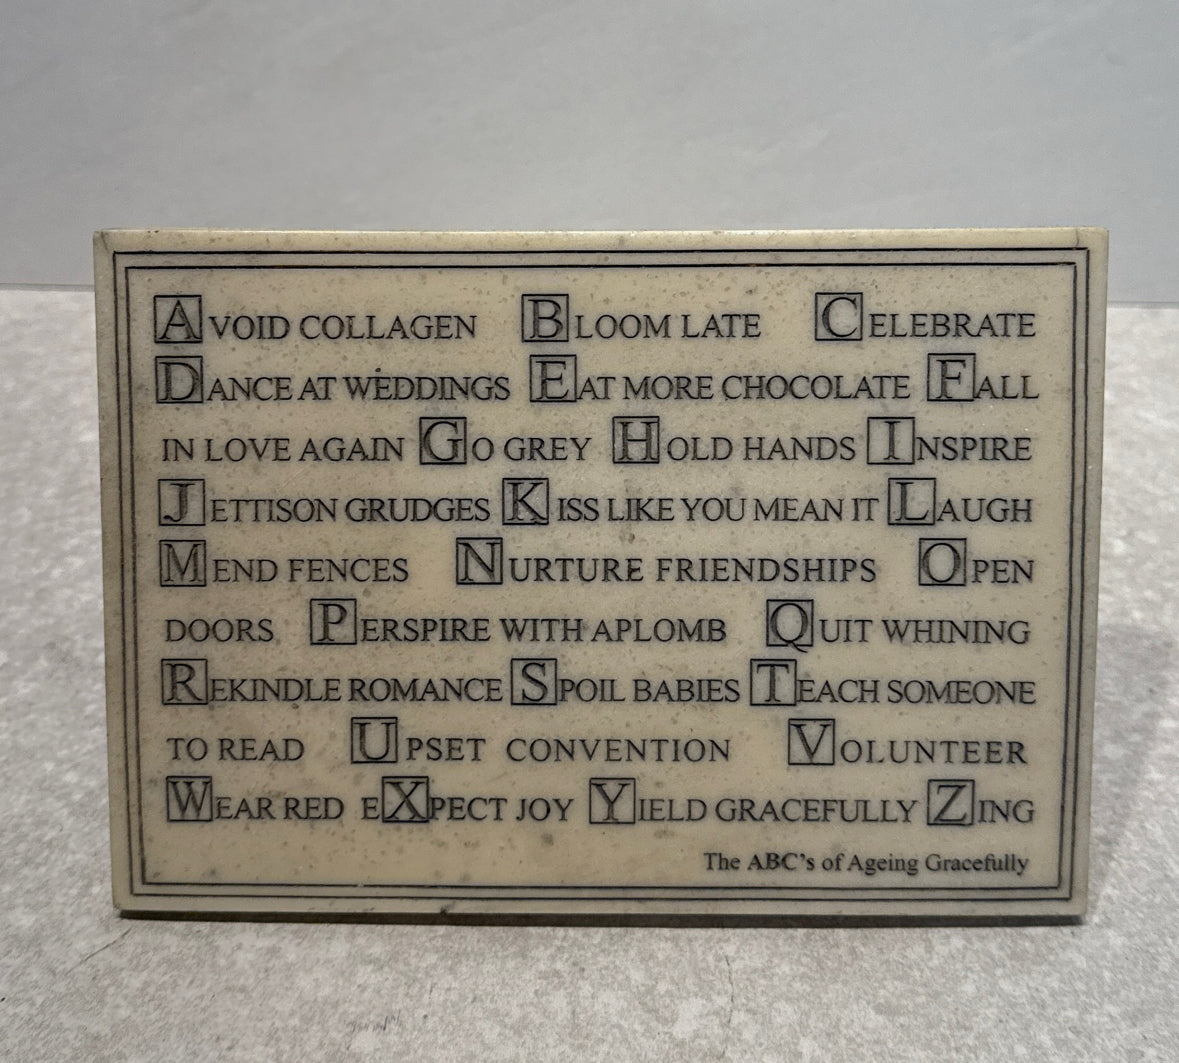 AVOID COLLAGEN BLOOM LATE CELEBRATE
DANCE AT WEDDINGS EAT MORE CHOCOLATE FALL
IN LOVE AGAIN GO GREY HOLD HANDS INSPIRE
JETTISON GRUDGES KISS LIKE YOU MEAN IT LAUGH
MEND FENCES NURTURE FRIENDSHIPS OPEN
DOORS PERSPIRE WITH APLOMB QUIT WHINING
REKINDLE ROMANCE SPOIL BABIES TEACH SOMEONE
TO READ UPSET CONVENTION VOLUNTEER
WEAR RED EXPECT JOY YIELD GRACEFULLY ZING
The ABC's of Ageing Gracefully